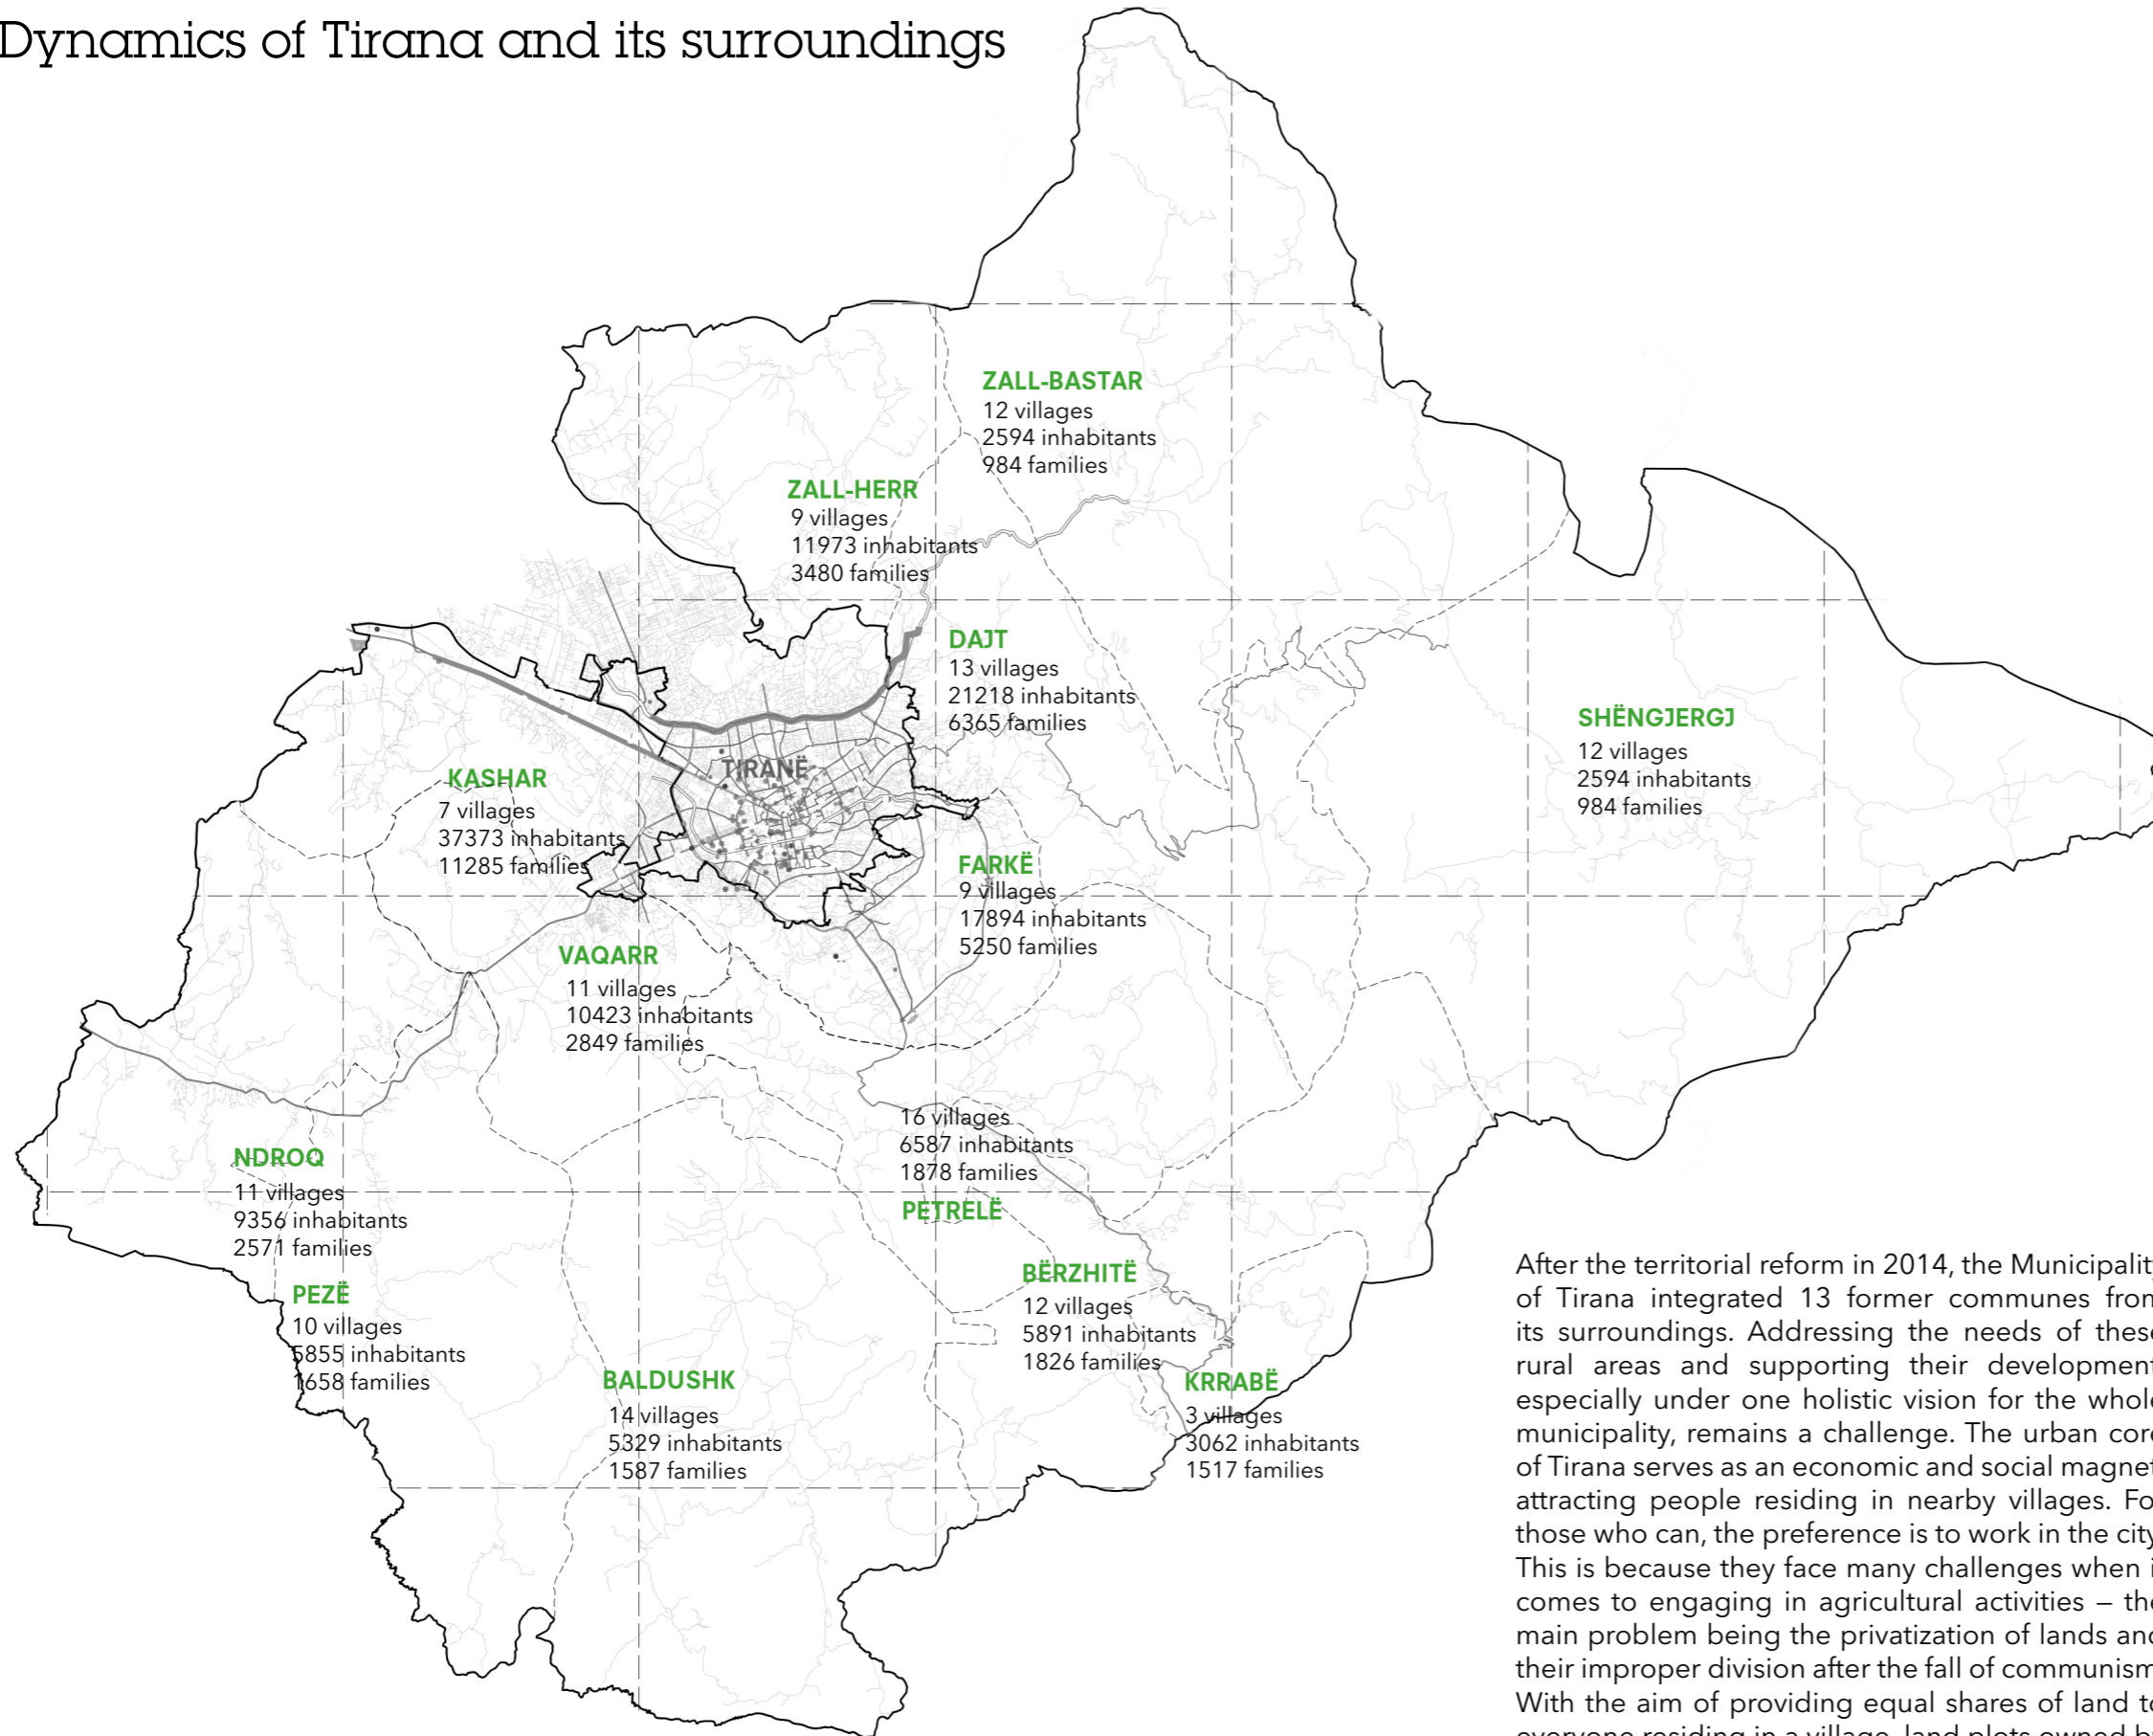 Dynamics of Tirana and its surroundings
ZALL-BASTAR
12 villages
2594 inhabitants
984 families
ZALL-HERR
9 villages
11973 inhabitants
3480 families
DAJT
13 villages
21218 inhabitants
6365 families
SHËNGJERGJ
12 villages
2594 inhabitants
984 families
TIRANË
KASHAR
7 villages
37373 inhabitants
11285 families
FARKË
9 villages
17894 inhabitants
5250 families
VAQARR
11 villages
10423 inhabitants
2849 families
16 villages
6587 inhabitants
1878 families
PETRELË
NDROQ
11 villages
9356 inhabitants
2571 families
BËRZHITË
12 villages
5891 inhabitants
1826 families
PEZË
10 villages
5855 inhabitants
1658 families
BALDUSHK
14 villages
5329 inhabitants
1587 families
KRRABË
3 villages
3062 inhabitants
1517 families
After the territorial reform in 2014, the Municipalit
of Tirana integrated 13 former communes from
its surroundings. Addressing the needs of these
rural areas and supporting their development
especially under one holistic vision for the whole
municipality, remains a challenge. The urban core
of Tirana serves as an economic and social magnet
attracting people residing in nearby villages. Fo
those who can, the preference is to work in the city
This is because they face many challenges when i
comes to engaging in agricultural activities – the
main problem being the privatization of lands and
their improper division after the fall of communism
With the aim of providing equal shares of land to
everyone residing in a village, land plots owned b